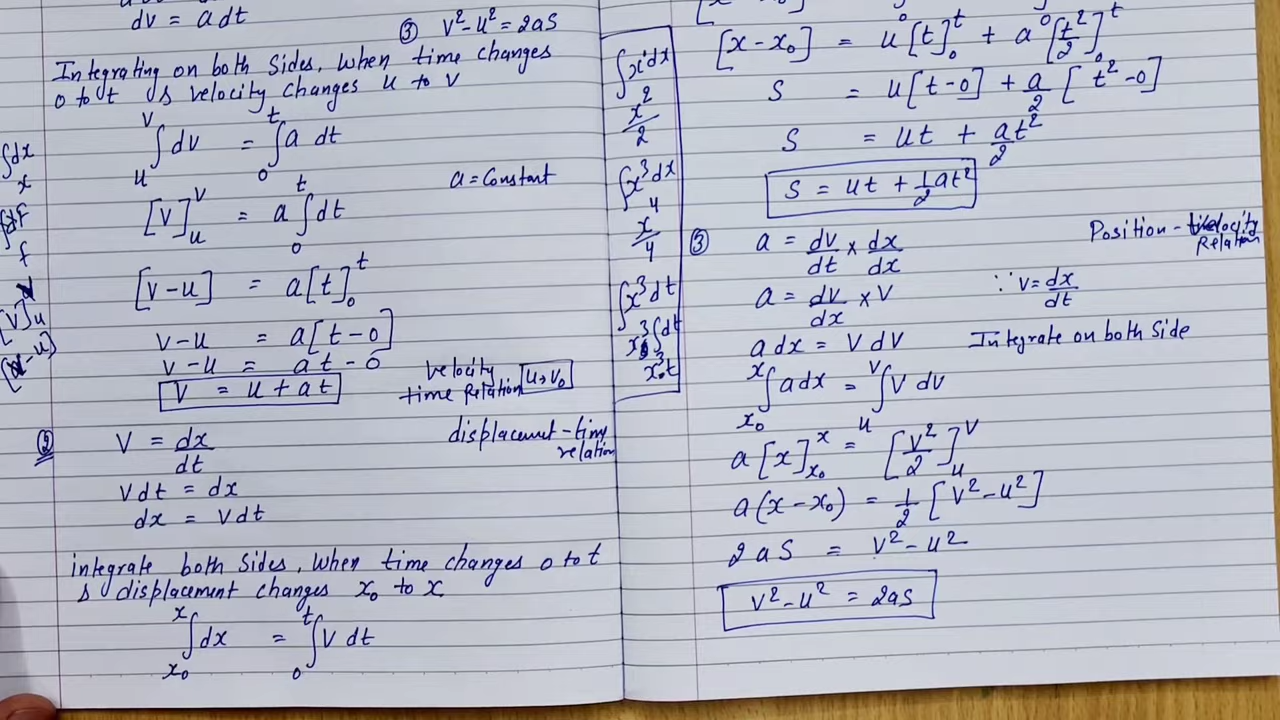 dv = a dt
③ V² - u² = 2as
Integrating on both Sides, When time changes
0 to t & velocity changes u to v
∫ᵤᵛ dv = ∫₀ᵗ a dt
a = Constant
[v]ᵤᵛ = a ∫₀ᵗ dt
[v-u] = a[t]₀ᵗ
v-u = a[t-0]
v-u = at - 0
V = u + at
velocity
time Relation u→v₀
② V = dx/dt
displacement - time
relation
Vdt = dx
dx = Vdt
integrate both Sides, When time changes 0 to t
& displacement changes x₀ to x
∫ₓ₀ˣ dx = ∫₀ᵗ V dt
∫dx
x
f
∫x¹dx
x²/2
∫x³dx
x⁴/4
∫x³dt
x³∫dt
x³.t
[x-x₀] = u[t]₀ᵗ + a[t²/2]₀ᵗ
S = u[t-0] + a/2 [t²-0]
S = ut + at²/2
S = ut + ½at²
③ a = dv/dt × dx/dx
Position - velocity
Relation
a = dv/dx × V
∵ v = dx/dt
a dx = V dV
Integrate on both Side
∫ₓ₀ˣ a dx = ∫ᵤᵛ V dv
a[x]ₓ₀ˣ = [V²/2]ᵤᵛ
a(x-x₀) = ½[V²-u²]
2as = V²-u²
V²-u² = 2as